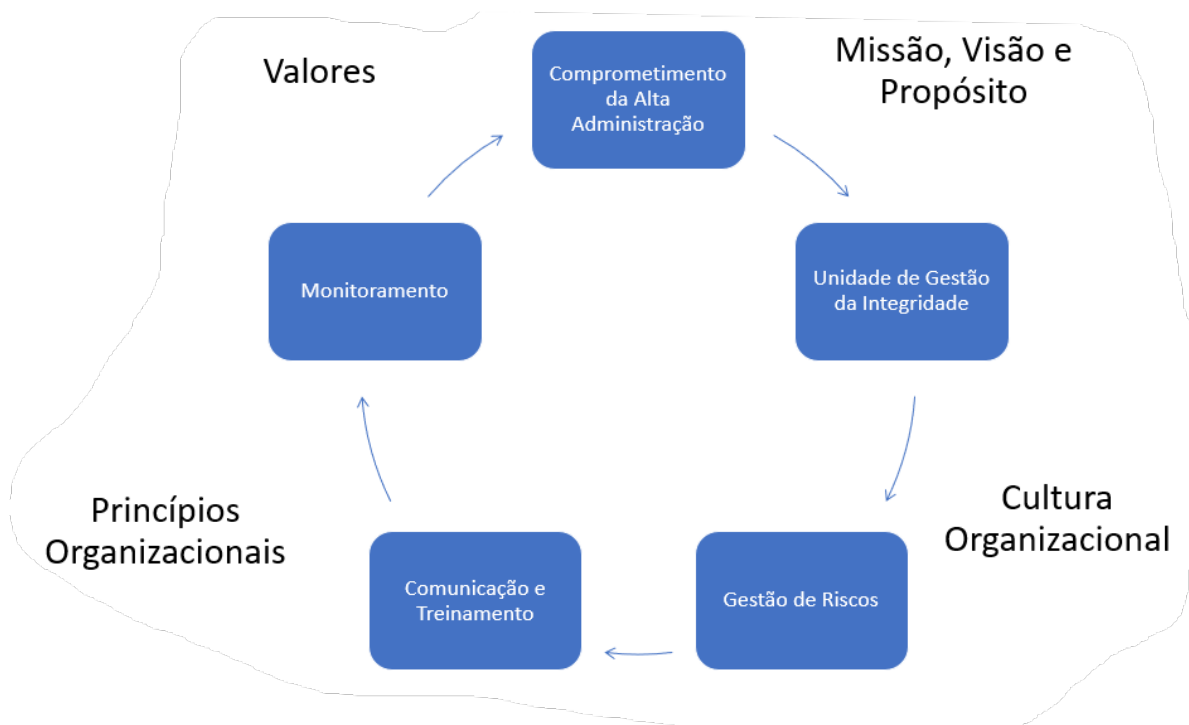 Valores
Missão, Visão e
Propósito
Comprometimento
da Alta
Administração
Monitoramento
Unidade de Gestão
da Integridade
Princípios
Organizacionais
Cultura
Organizacional
Comunicação e
Treinamento
Gestão de Riscos